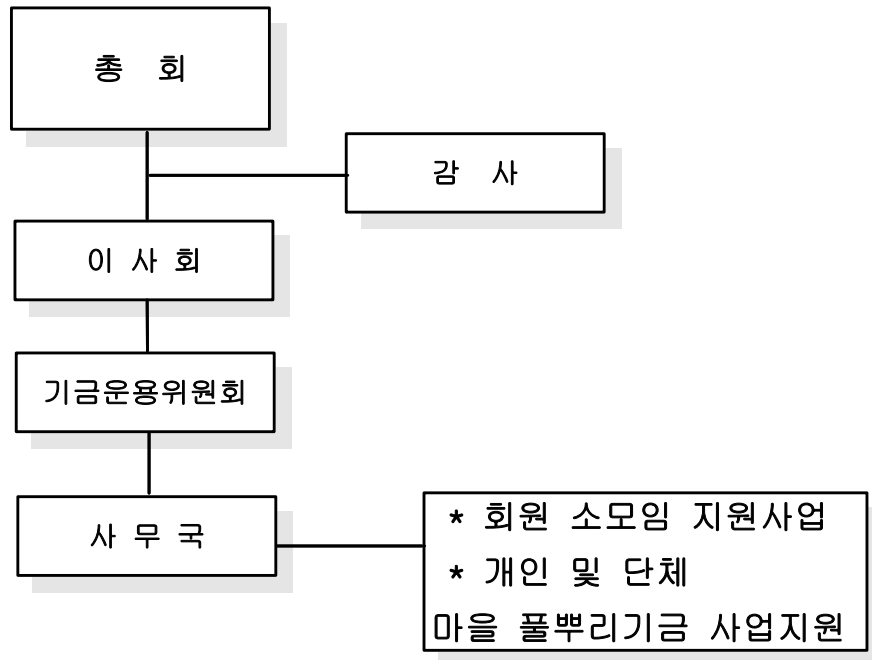 총 회
감 사
이 사 회
기금운용위원회
사 무 국
* 회원 소모임 지원사업
* 개인 및 단체
마을 풀뿌리기금 사업지원